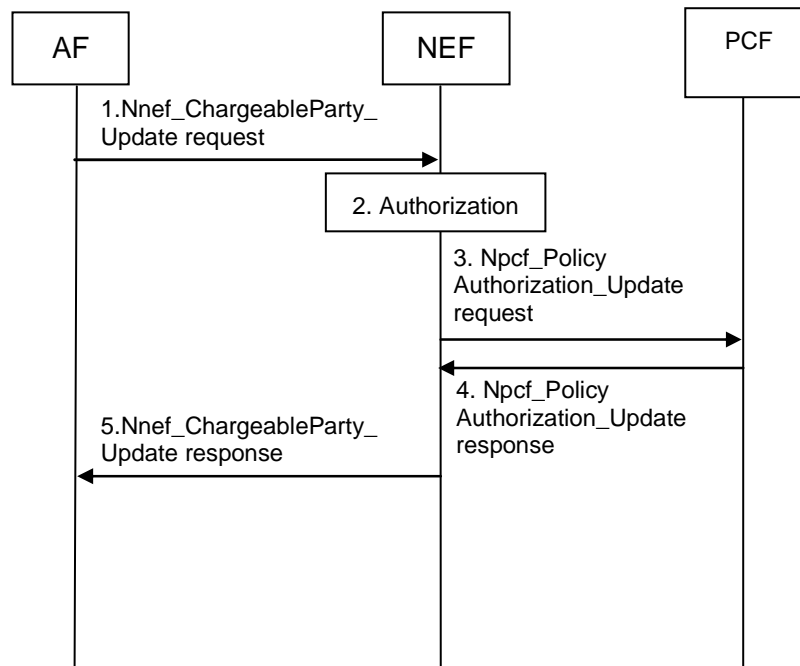 AF
NEF
PCF
1.Nnef_ChargeableParty_
Update request
2. Authorization
3. Npcf_Policy
Authorization_Update
request
4. Npcf_Policy
Authorization_Update
response
5.Nnef_ChargeableParty_
Update response